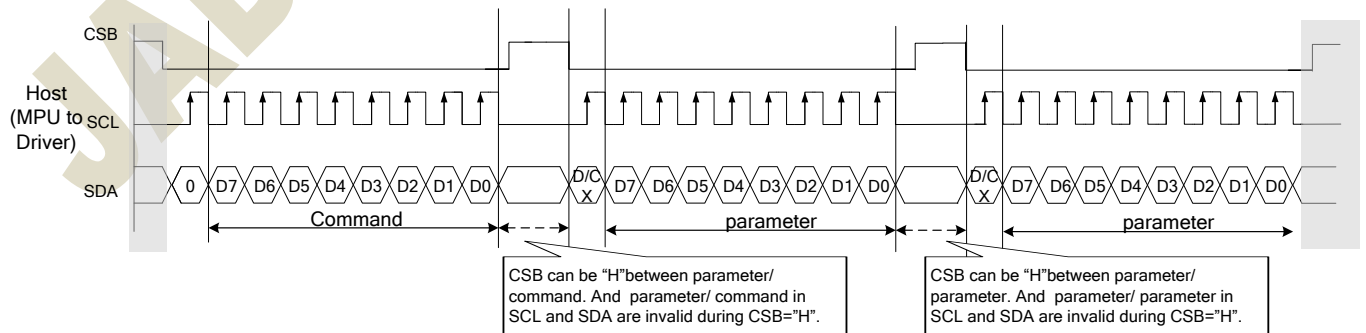 JAD
CSB
Host
(MPU to
Driver)
SCL
SDA
0 D7 D6 D5 D4 D3 D2 D1 D0 D/C X D7 D6 D5 D4 D3 D2 D1 D0 D/C X D7 D6 D5 D4 D3 D2 D1 D0
Command parameter parameter
CSB can be “H”between parameter/
command. And parameter/ command in
SCL and SDA are invalid during CSB=”H”.
CSB can be “H”between parameter/
parameter. And parameter/ parameter in
SCL and SDA are invalid during CSB=”H”.